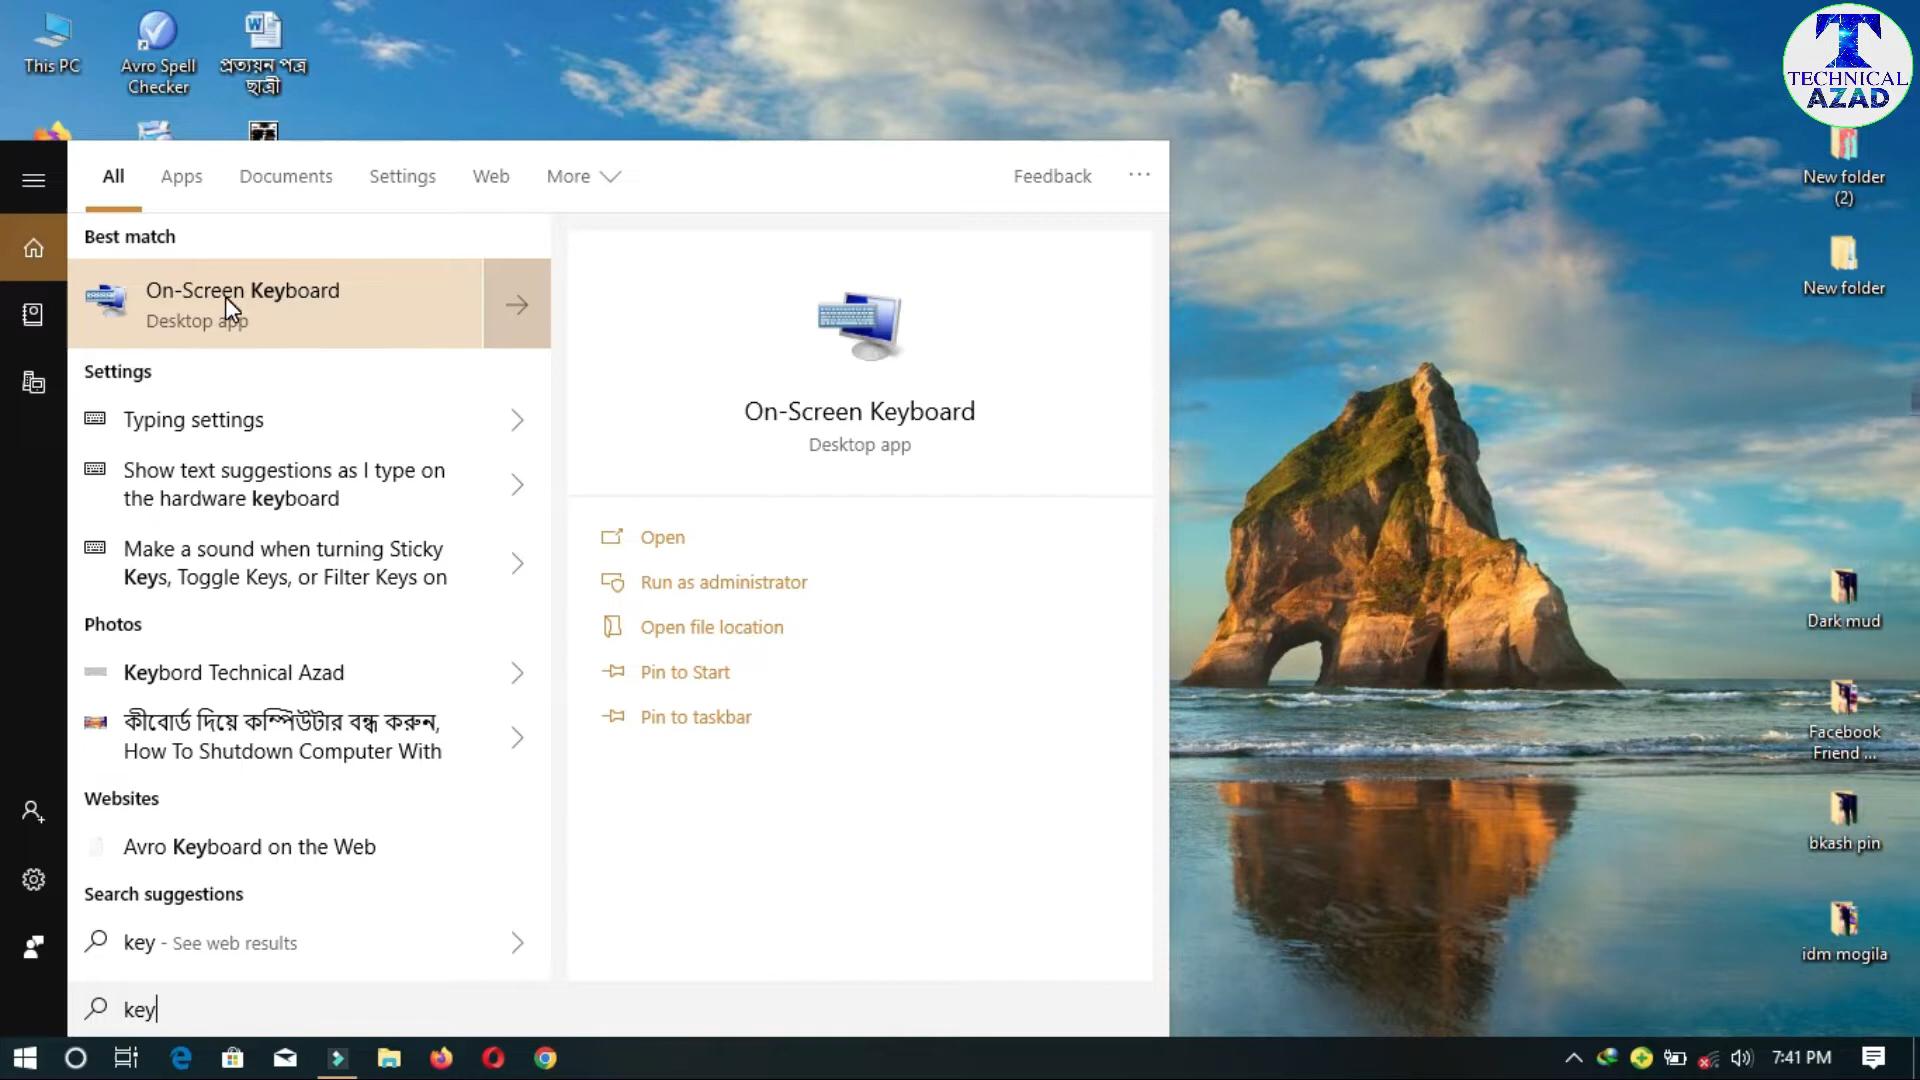 This PC
Avro Spell
Checker
প্রত্যয়ন পত্র
ছাত্রী
T
TECHNICAL
AZAD
New folder
(2)
New folder
Dark mud
Facebook
Friend ...
bkash pin
idm mogila
All
Apps
Documents
Settings
Web
More
Feedback
...
Best match
On-Screen Keyboard
Desktop app
Settings
Typing settings
Show text suggestions as I type on
the hardware keyboard
Make a sound when turning Sticky
Keys, Toggle Keys, or Filter Keys on
Photos
Keybord Technical Azad
কীবোর্ড দিয়ে কম্পিউটার বন্ধ করুন,
How To Shutdown Computer With
Websites
Avro Keyboard on the Web
Search suggestions
key - See web results
key
On-Screen Keyboard
Desktop app
Open
Run as administrator
Open file location
Pin to Start
Pin to taskbar
7:41 PM